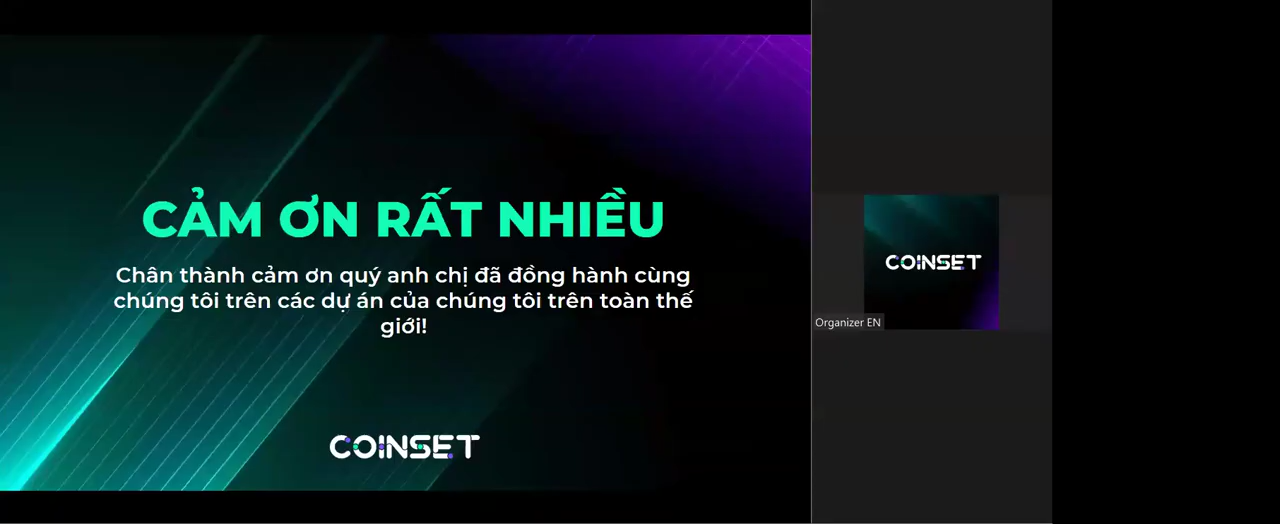 CẢM ƠN RẤT NHIỀU
Chân thành cảm ơn quý anh chị đã đồng hành cùng
chúng tôi trên các dự án của chúng tôi trên toàn thế
giới!
COINSET
COINSET
Organizer EN